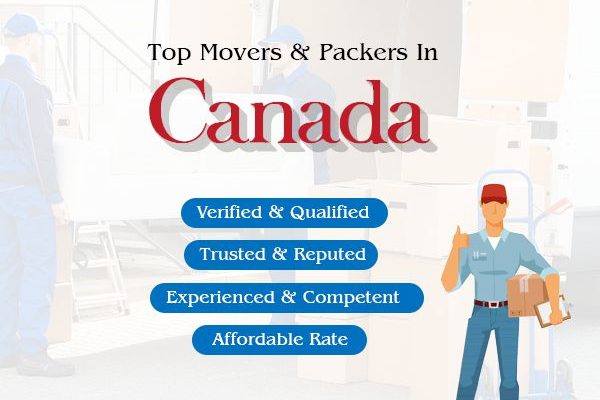 Top Movers & Packers In
Canada
Verified & Qualified
Trusted & Reputed
Experienced & Competent
Affordable Rate